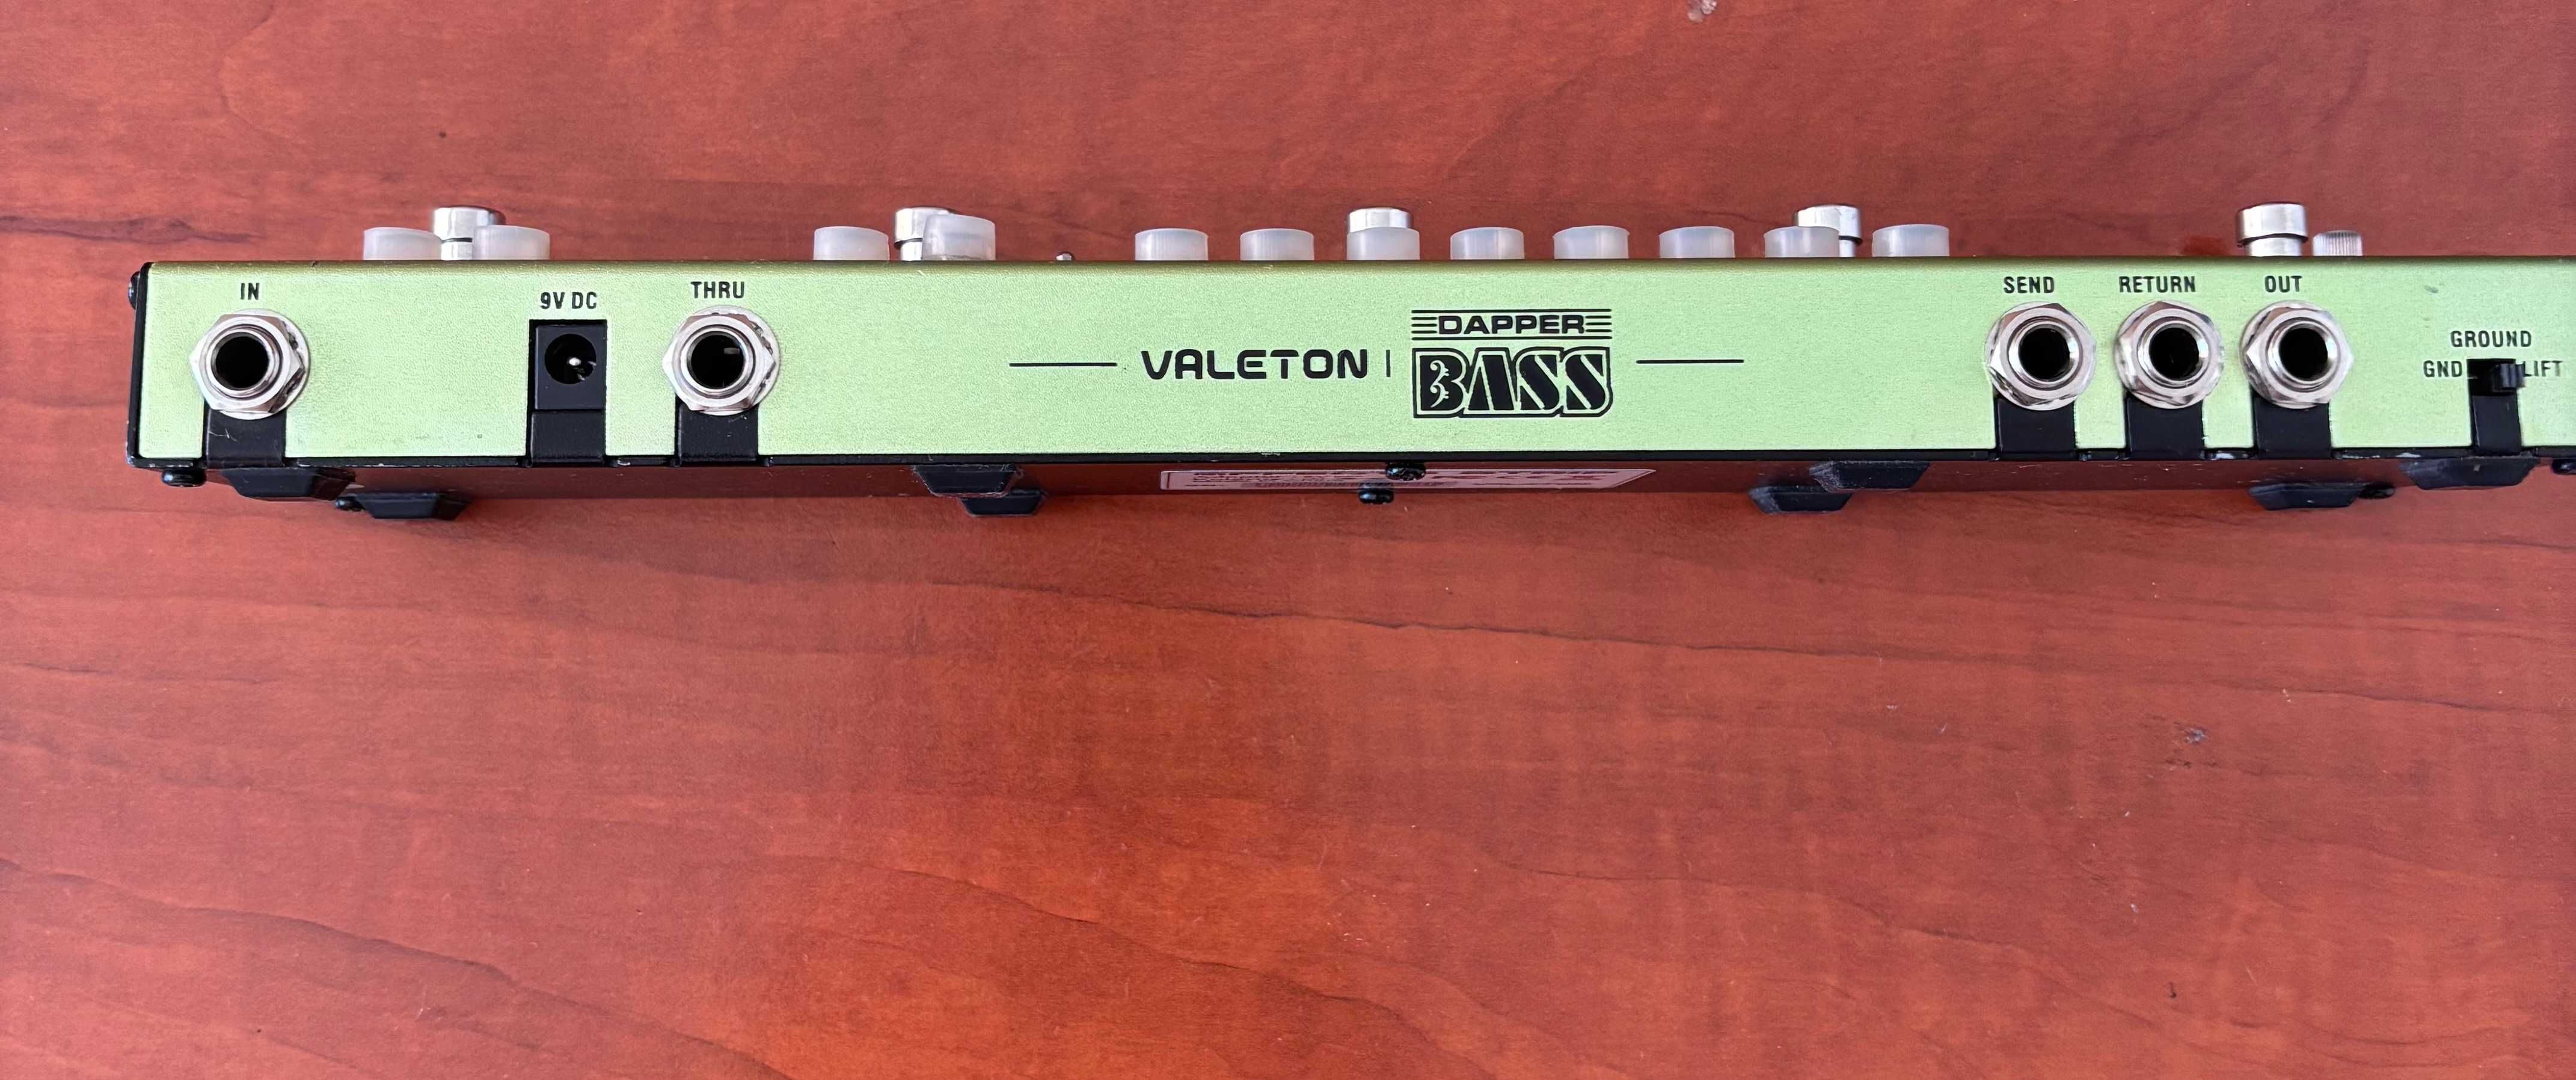 IN
9V DC
THRU
VALETON |
DAPPER
BASS
SEND
RETURN
OUT
GROUND
GND LIFT